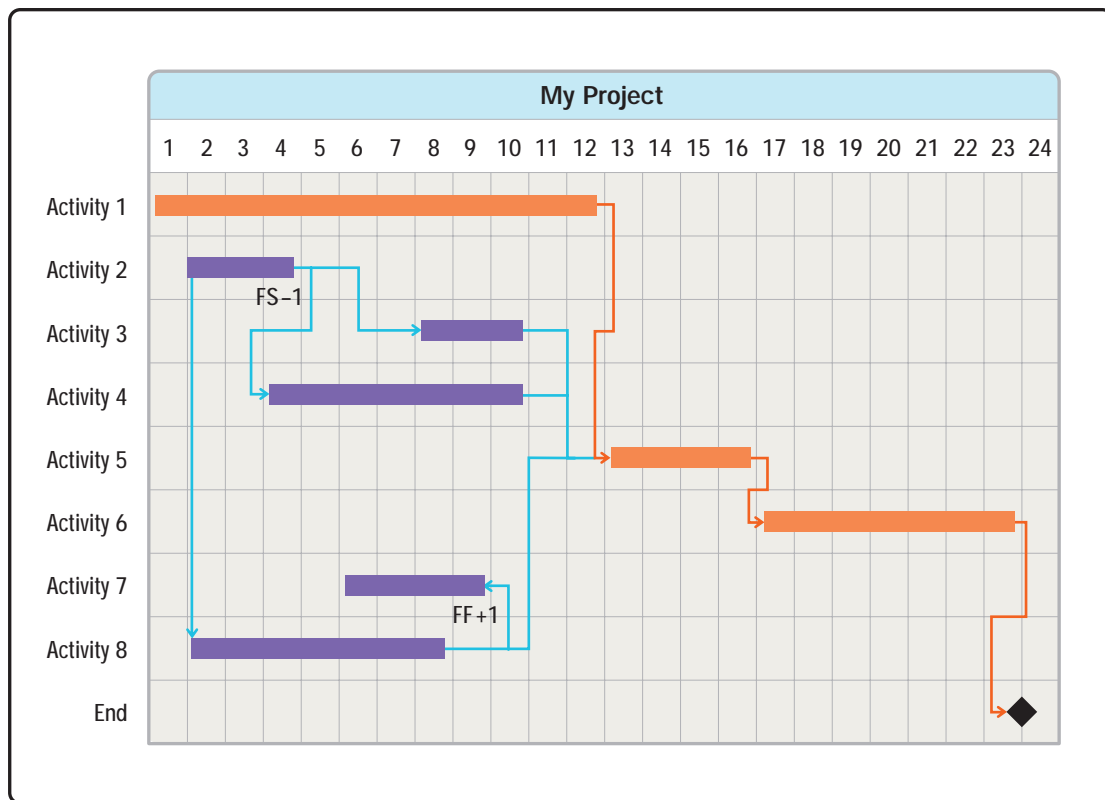 My Project
1 2 3 4 5 6 7 8 9 10 11 12 13 14 15 16 17 18 19 20 21 22 23 24
Activity 1
Activity 2
FS–1
Activity 3
Activity 4
Activity 5
Activity 6
Activity 7
FF+1
Activity 8
End